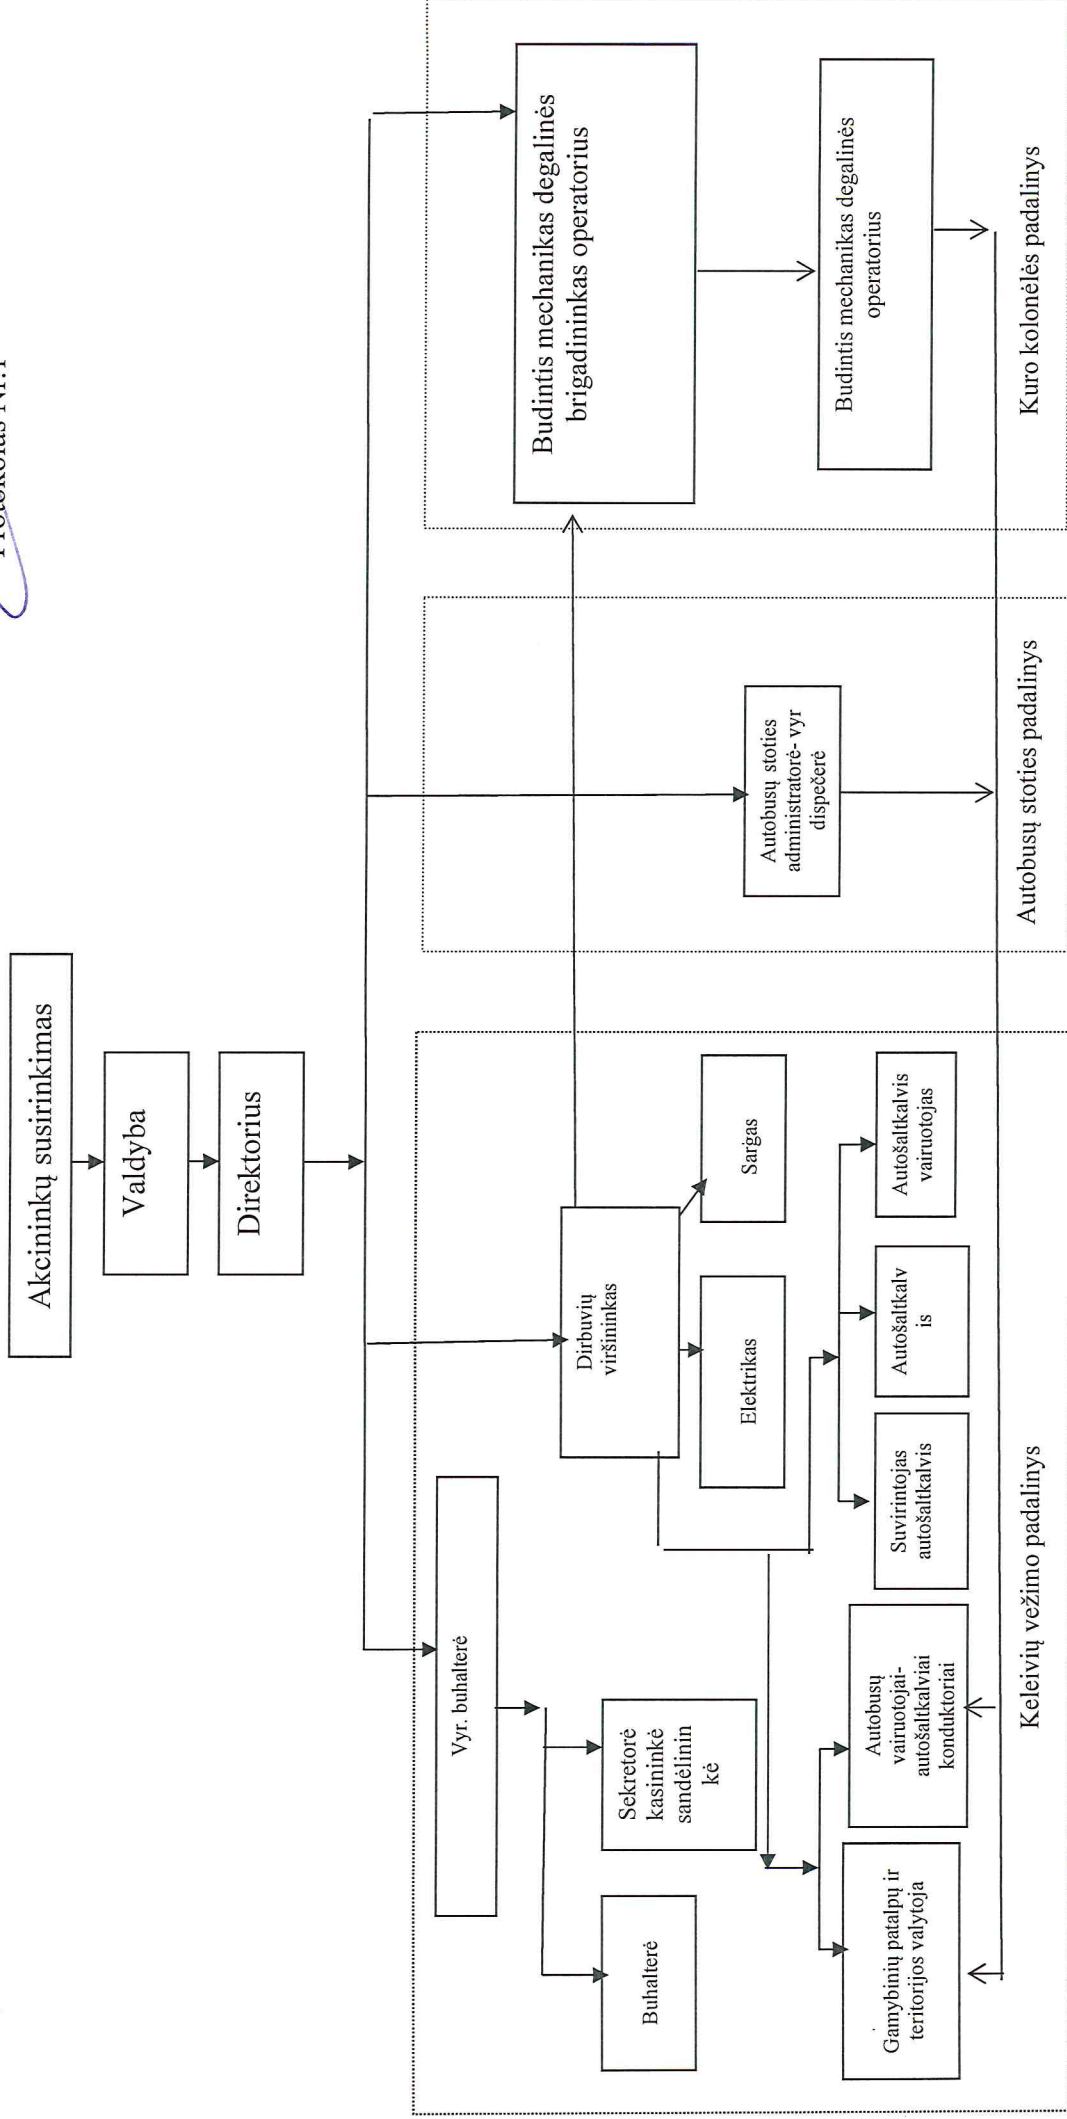 Protokolas Nr.1
Akcininkų susirinkimas
Valdyba
Direktorius
Vyr. buhalterė
Buhalterė
Sekretorė
kasininkė
sandėlinin
kė
Dirbuvių
viršininkas
Elektrikas
Sargas
Gamybinių patalpų ir
teritorijos valytoja
Autobusų
vairuotojai-
autošaltkalviai
konduktoriai
Suvirintojas
autošaltkalvis
Autošaltkalv
is
Autošaltkalvis
vairuotojas
Keleivių vežimo padalinys
Autobusų stoties
administratorė- vyr
dispečerė
Autobusų stoties padalinys
Budintis mechanikas degalinės
brigadininkas operatorius
Budintis mechanikas degalinės
operatorius
Kuro kolonėlės padalinys